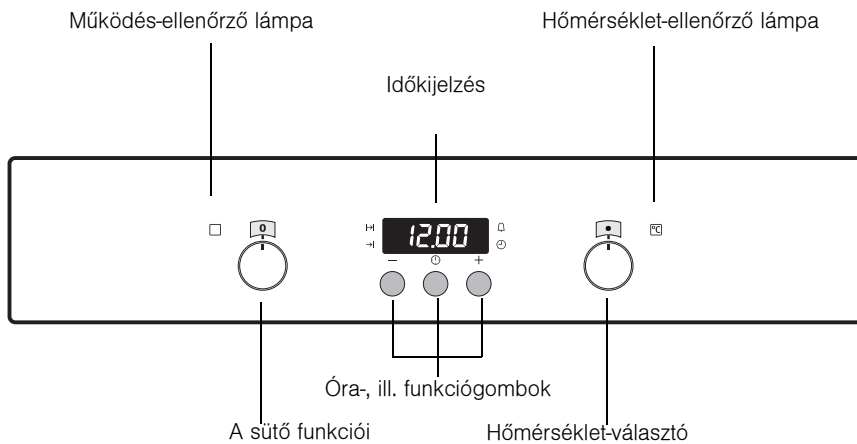 Működés-ellenőrző lámpa
Hőmérséklet-ellenőrző lámpa
Időkijelzés
0
12.00
°C
− +
Óra-, ill. funkciógombok
A sütő funkciói
Hőmérséklet-választó